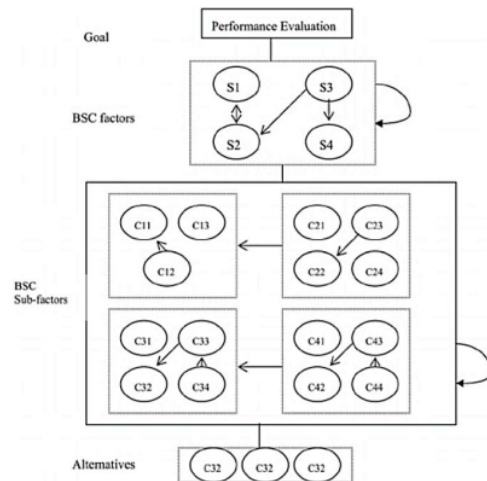 Performance Evaluation
Goal
S1 S3
BSC factors
S2 S4
C11 C13 C21 C23
C12 C22 C24
BSC
Sub-factors
C31 C33 C41 C43
C32 C34 C42 C44
Alternatives
C32 C32 C32